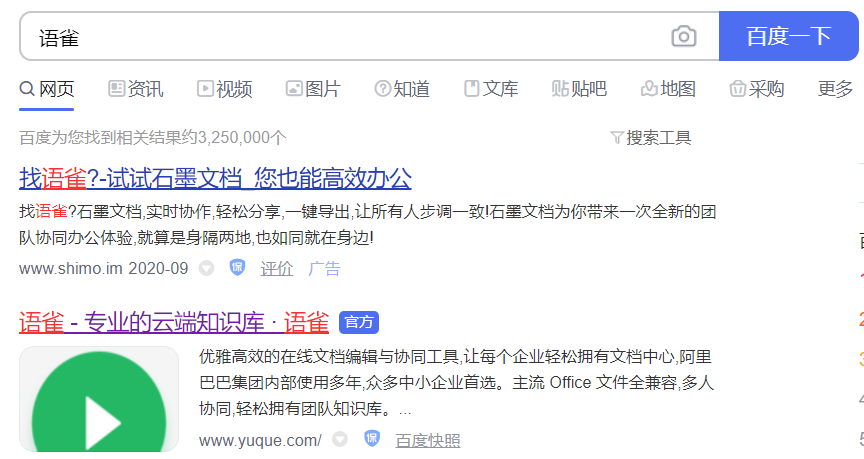 语雀 百度一下
网页 资讯 视频 图片 知道 文库 贴吧 地图 采购 更多
百度为您找到相关结果约3,250,000个 搜索工具
找语雀?-试试石墨文档_您也能高效办公
找语雀?石墨文档,实时协作,轻松分享,一键导出,让所有人步调一致!石墨文档为你带来一次全新的团
队协同办公体验,就算是身隔两地,也如同就在身边!
www.shimo.im 2020-09 保 评价 广告
语雀 - 专业的云端知识库 · 语雀 官方
优雅高效的在线文档编辑与协同工具,让每个企业轻松拥有文档中心,阿里
巴巴集团内部使用多年,众多中小企业首选。主流 Office 文件全兼容,多人
协同,轻松拥有团队知识库。...
www.yuque.com/ 保 百度快照